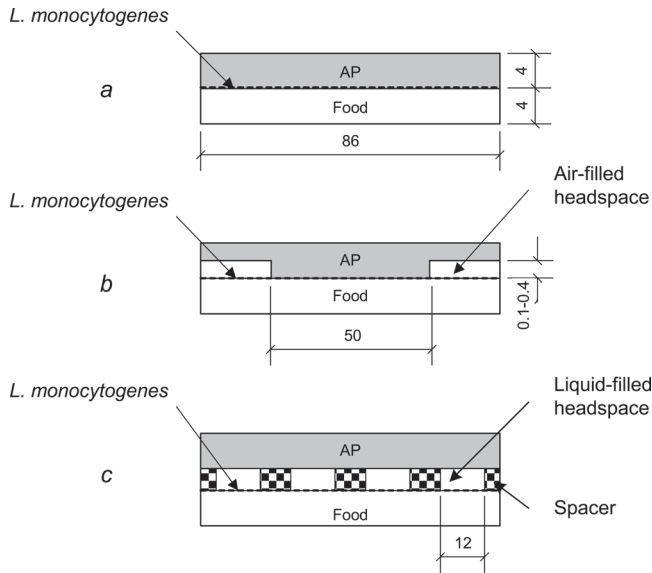 L. monocytogenes
AP
4
a
Food
4
86
Air-filled
headspace
L. monocytogenes
AP
b
Food
0.1-0.4
50
Liquid-filled
headspace
L. monocytogenes
AP
c
Spacer
Food
12